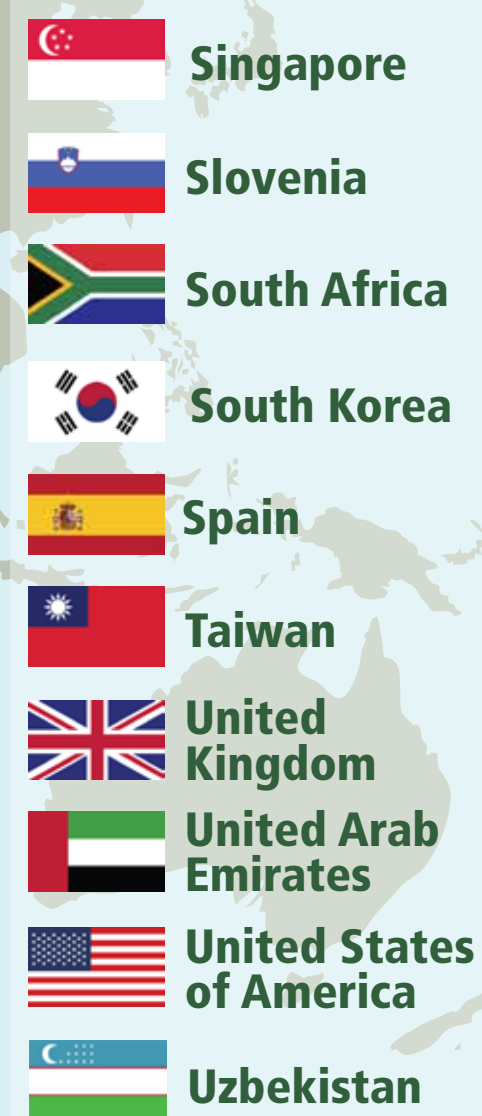 Singapore
Slovenia
South Africa
South Korea
Spain
Taiwan
United
Kingdom
United Arab
Emirates
United States
of America
Uzbekistan